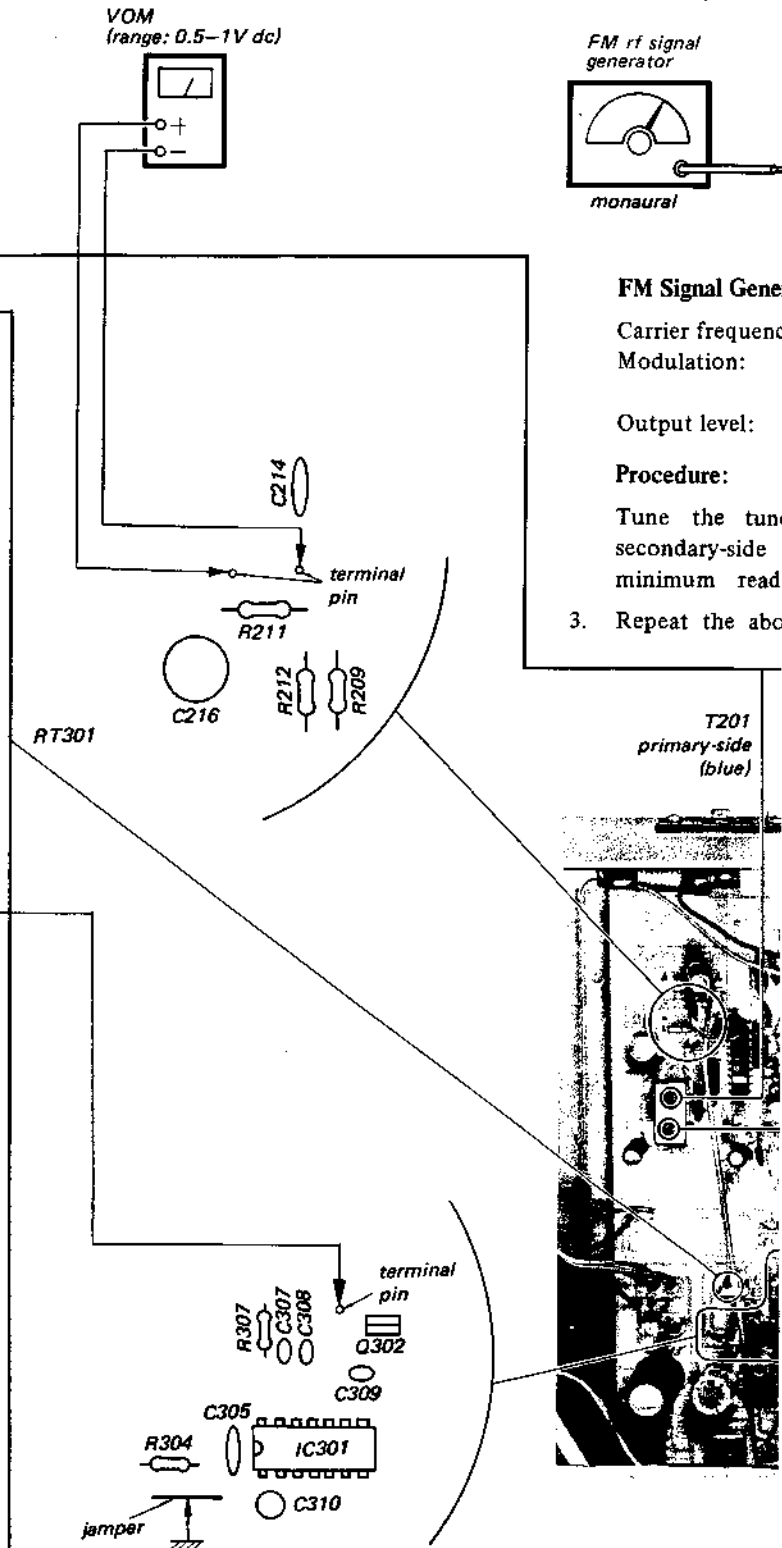 VOM
(range: 0.5–1V dc)
FM rf signal
generator
+
−
monaural
FM Signal Gene
Carrier frequenc
Modulation:
Output level:
Procedure:
Tune the tune
secondary-side
minimum read
3. Repeat the abo
C214
terminal
pin
R211
C216
R212
R209
RT301
T201
primary-side
(blue)
terminal
pin
R307
C307
C308
Q302
C309
C305
R304
IC301
C310
jamper